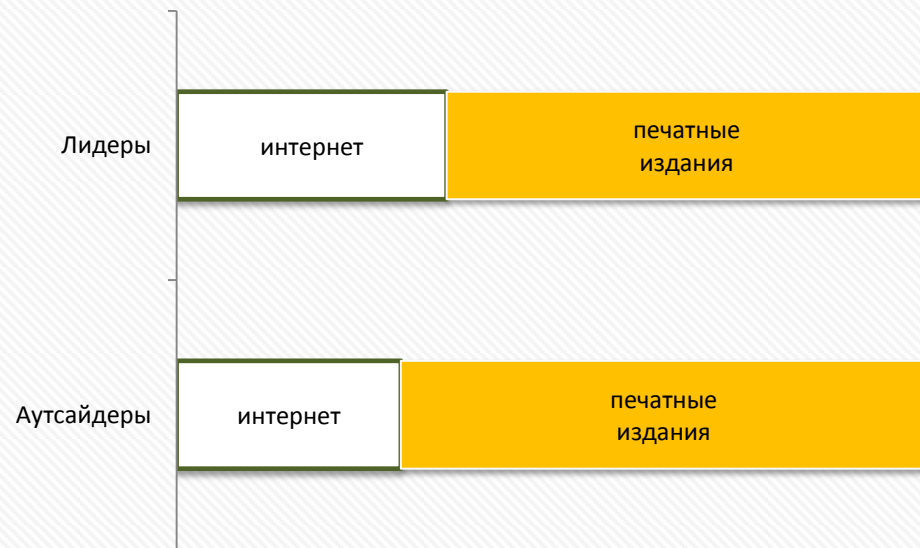 Лидеры
интернет
печатные
издания
Аутсайдеры
интернет
печатные
издания